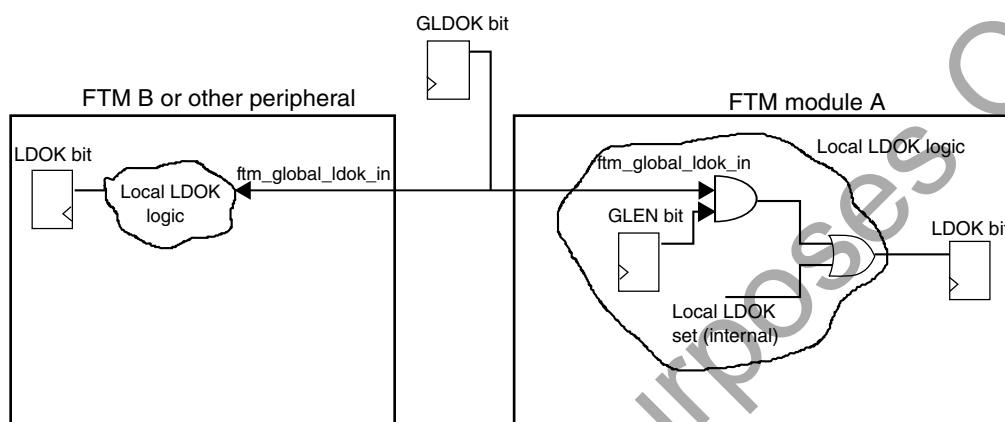 GLDOK bit
FTM B or other peripheral
FTM module A
LDOK bit
Local LDOK
logic
ftm_global_ldok_in
ftm_global_ldok_in
Local LDOK logic
GLEN bit
LDOK bit
Local LDOK
set (internal)
urposes O